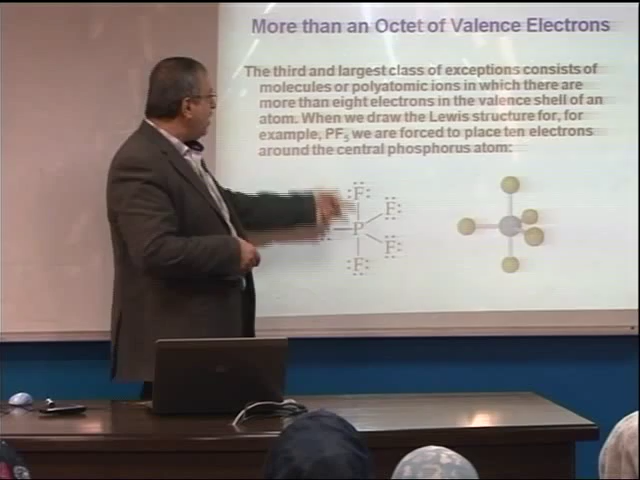 More than an Octet of Valence Electrons
The third and largest class of exceptions consists of
molecules or polyatomic ions in which there are
more than eight electrons in the valence shell of an
atom. When we draw the Lewis structure for, for
example, PF₅ we are forced to place ten electrons
around the central phosphorus atom:
F
F
P
F
F